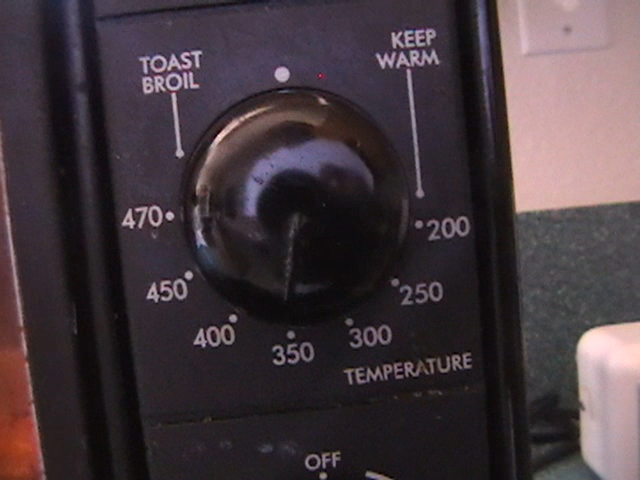 TOAST
BROIL
KEEP
WARM
470
200
450
250
400
300
350
TEMPERATURE
OFF